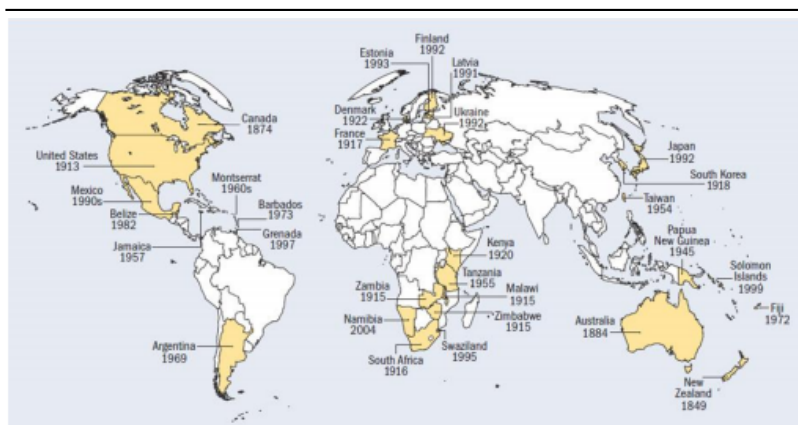 Finland
1992
Estonia
1993
Latvia
1991
Denmark
1922
Ukraine
1992
France
1917
Canada
1874
United States
1913
Mexico
1990s
Belize
1982
Jamaica
1957
Montserrat
1960s
Barbados
1973
Grenada
1997
Argentina
1969
Japan
1992
South Korea
1918
Taiwan
1954
Papua
New Guinea
1945
Solomon
Islands
1999
Fiji
1972
Kenya
1920
Tanzania
1955
Malawi
1915
Zambia
1915
Zimbabwe
1915
Namibia
2004
Swaziland
1995
South Africa
1916
Australia
1884
New
Zealand
1849